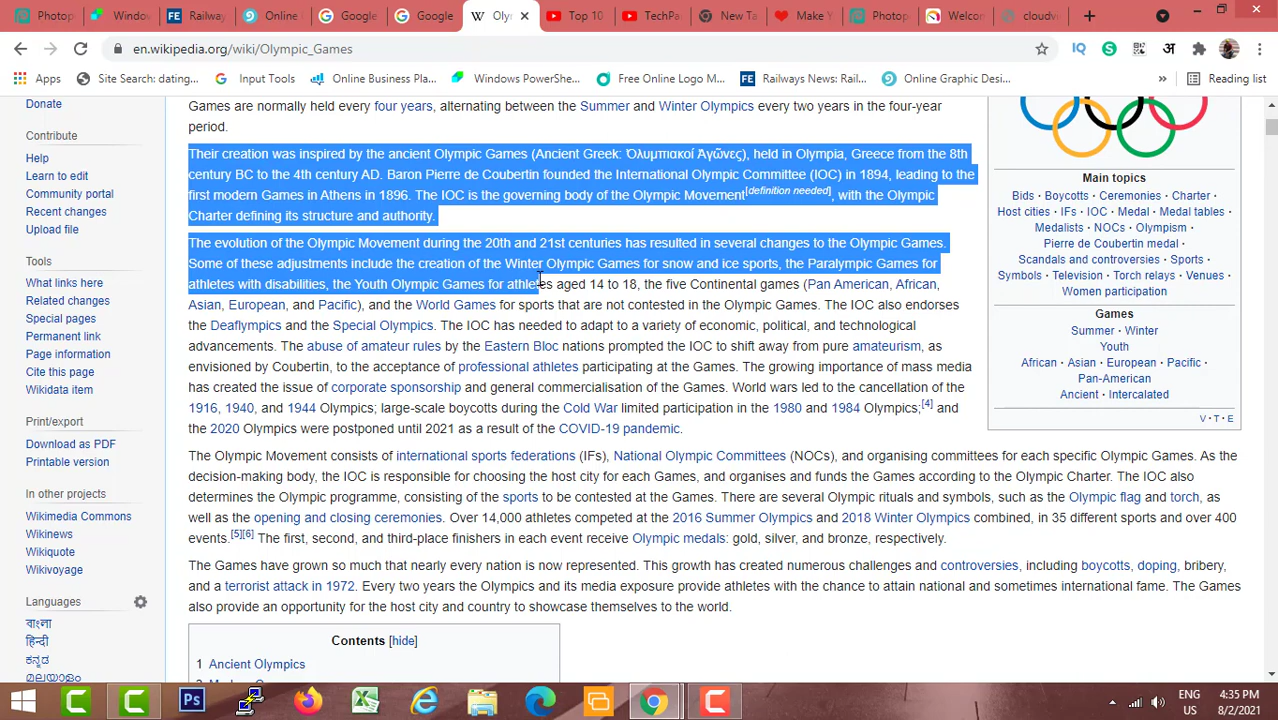 Photop
Window
FE Railway
Online
Google
Google
W Oly
Top 10
TechPa
New Ta
Make Y
Photop
Welcom
cloudw
en.wikipedia.org/wiki/Olympic_Games
Apps
Site Search: dating...
Input Tools
Online Business Pla...
Windows PowerShe...
Free Online Logo M...
FE Railways News: Rail...
Online Graphic Desi...
»
Reading list
Donate
Contribute
Help
Learn to edit
Community portal
Recent changes
Upload file
Tools
What links here
Related changes
Special pages
Permanent link
Page information
Cite this page
Wikidata item
Print/export
Download as PDF
Printable version
In other projects
Wikimedia Commons
Wikinews
Wikiquote
Wikivoyage
Languages
বাংলা
हिन्दी
ಕನ್ನಡ
മലയാളം
Games are normally held every four years, alternating between the Summer and Winter Olympics every two years in the four-year
period.
Their creation was inspired by the ancient Olympic Games (Ancient Greek: Ὀλυμπιακοί Ἀγῶνες), held in Olympia, Greece from the 8th
century BC to the 4th century AD. Baron Pierre de Coubertin founded the International Olympic Committee (IOC) in 1894, leading to the
first modern Games in Athens in 1896. The IOC is the governing body of the Olympic Movement[definition needed], with the Olympic
Charter defining its structure and authority.
The evolution of the Olympic Movement during the 20th and 21st centuries has resulted in several changes to the Olympic Games.
Some of these adjustments include the creation of the Winter Olympic Games for snow and ice sports, the Paralympic Games for
athletes with disabilities, the Youth Olympic Games for athletes aged 14 to 18, the five Continental games (Pan American, African,
Asian, European, and Pacific), and the World Games for sports that are not contested in the Olympic Games. The IOC also endorses
the Deaflympics and the Special Olympics. The IOC has needed to adapt to a variety of economic, political, and technological
advancements. The abuse of amateur rules by the Eastern Bloc nations prompted the IOC to shift away from pure amateurism, as
envisioned by Coubertin, to the acceptance of professional athletes participating at the Games. The growing importance of mass media
has created the issue of corporate sponsorship and general commercialisation of the Games. World wars led to the cancellation of the
1916, 1940, and 1944 Olympics; large-scale boycotts during the Cold War limited participation in the 1980 and 1984 Olympics;[4] and
the 2020 Olympics were postponed until 2021 as a result of the COVID-19 pandemic.
The Olympic Movement consists of international sports federations (IFs), National Olympic Committees (NOCs), and organising committees for each specific Olympic Games. As the
decision-making body, the IOC is responsible for choosing the host city for each Games, and organises and funds the Games according to the Olympic Charter. The IOC also
determines the Olympic programme, consisting of the sports to be contested at the Games. There are several Olympic rituals and symbols, such as the Olympic flag and torch, as
well as the opening and closing ceremonies. Over 14,000 athletes competed at the 2016 Summer Olympics and 2018 Winter Olympics combined, in 35 different sports and over 400
events.[5][6] The first, second, and third-place finishers in each event receive Olympic medals: gold, silver, and bronze, respectively.
The Games have grown so much that nearly every nation is now represented. This growth has created numerous challenges and controversies, including boycotts, doping, bribery,
and a terrorist attack in 1972. Every two years the Olympics and its media exposure provide athletes with the chance to attain national and sometimes international fame. The Games
also provide an opportunity for the host city and country to showcase themselves to the world.
Contents [hide]
1 Ancient Olympics
Main topics
Bids · Boycotts · Ceremonies · Charter ·
Host cities · IFs · IOC · Medal · Medal tables ·
Medalists · NOCs · Olympism ·
Pierre de Coubertin medal ·
Scandals and controversies · Sports ·
Symbols · Television · Torch relays · Venues ·
Women participation
Games
Summer · Winter
Youth
African · Asian · European · Pacific ·
Pan-American
Ancient · Intercalated
V · T · E
ENG
US
4:35 PM
8/2/2021